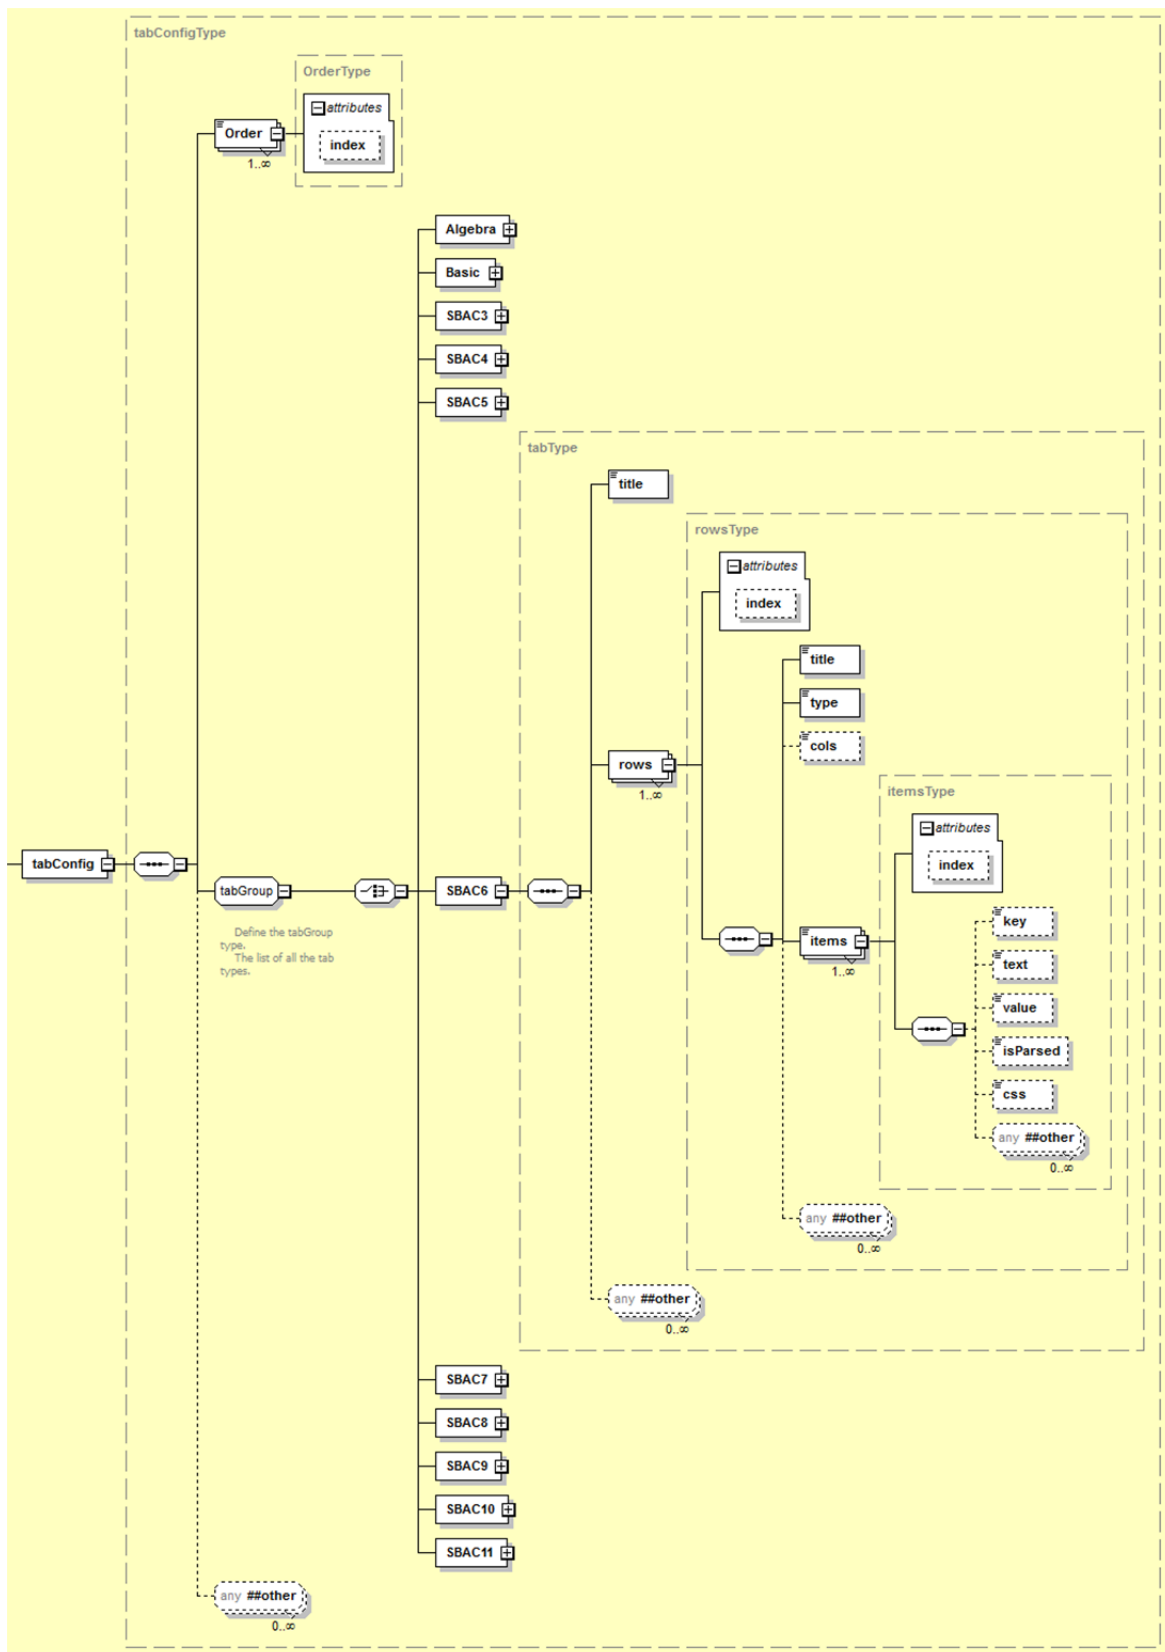 tabConfigType
OrderType
attributes
Order
index
1..∞
Algebra
Basic
SBAC3
SBAC4
SBAC5
tabType
title
rowsType
attributes
index
title
type
cols
rows
1..∞
itemsType
attributes
index
tabConfig
tabGroup
SBAC6
Define the tabGroup
type.
The list of all the tab
types.
items
1..∞
key
text
value
isParsed
css
any ##other
0..∞
any ##other
0..∞
any ##other
0..∞
SBAC7
SBAC8
SBAC9
SBAC10
SBAC11
any ##other
0..∞